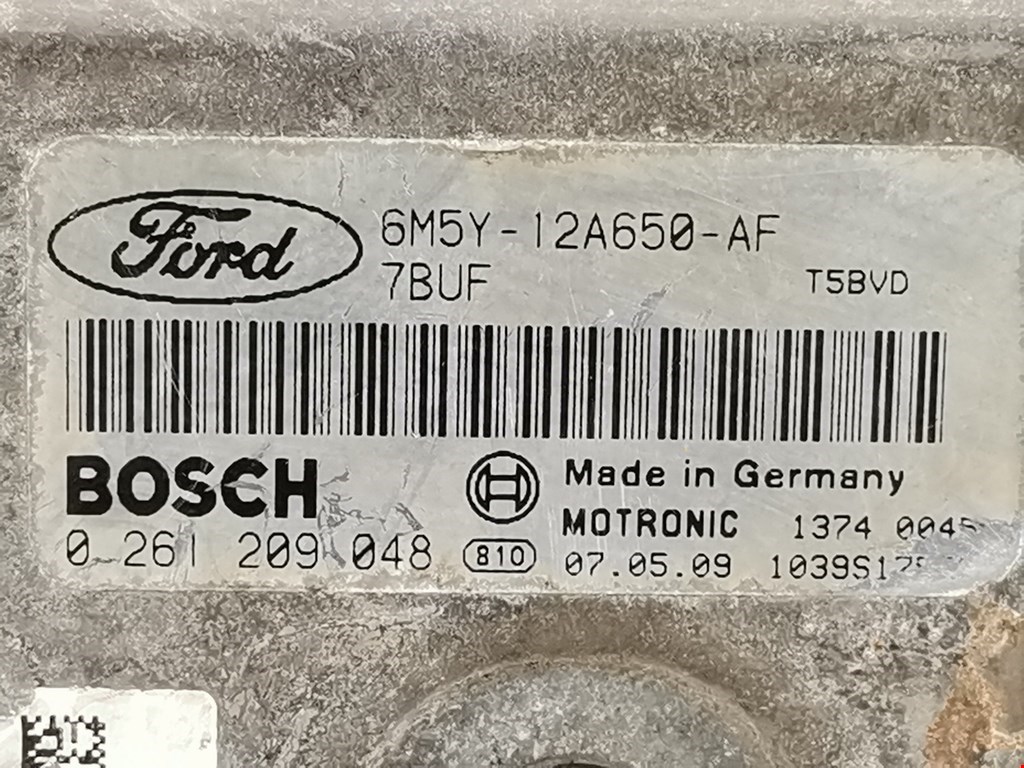 Ford
6M5Y-12A650-AF
7BUF
T5BVD
BOSCH
Made in Germany
MOTRONIC 1374
0 261 209 048
810
07.05.09